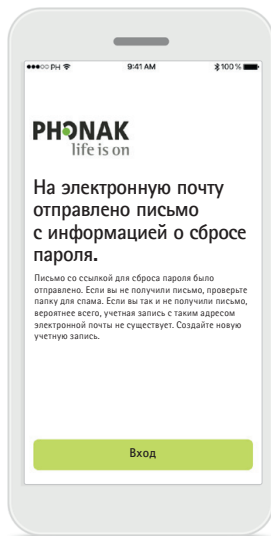 PH 9:41 AM 100%
PHONAK
life is on
На электронную почту
отправлено письмо
с информацией о сбросе
пароля.
Письмо со ссылкой для сброса пароля было
отправлено. Если вы не получили письмо, проверьте
папку для спама. Если вы так и не получили письмо,
вероятнее всего, учетная запись с таким адресом
электронной почты не существует. Создайте новую
учетную запись.
Вход